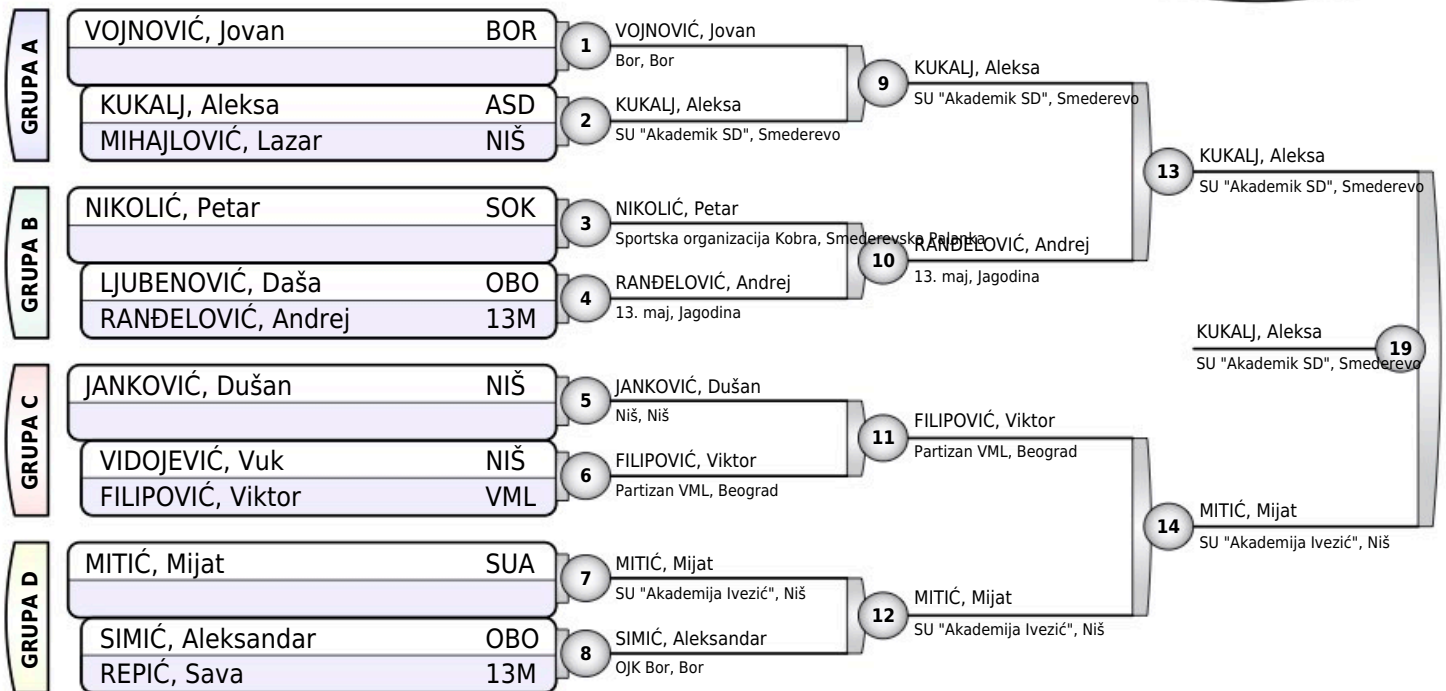 GRUPA A
VOJNOVIĆ, Jovan BOR
KUKALJ, Aleksa ASD
MIHAJLOVIĆ, Lazar NIŠ
GRUPA B
NIKOLIĆ, Petar SOK
LJUBENOVIĆ, Daša OBO
RANĐELOVIĆ, Andrej 13M
GRUPA C
JANKOVIĆ, Dušan NIŠ
VIDOJEVIĆ, Vuk NIŠ
FILIPOVIĆ, Viktor VML
GRUPA D
MITIĆ, Mijat SUA
SIMIĆ, Aleksandar OBO
REPIĆ, Sava 13M
1
VOJNOVIĆ, Jovan
Bor, Bor
2
KUKALJ, Aleksa
SU "Akademik SD", Smederevo
3
NIKOLIĆ, Petar
Sportska organizacija Kobra, Smederevska Palanka
4
RANĐELOVIĆ, Andrej
13. maj, Jagodina
5
JANKOVIĆ, Dušan
Niš, Niš
6
FILIPOVIĆ, Viktor
Partizan VML, Beograd
7
MITIĆ, Mijat
SU "Akademija Ivezić", Niš
8
SIMIĆ, Aleksandar
OJK Bor, Bor
9
KUKALJ, Aleksa
SU "Akademik SD", Smederevo
10
RANĐELOVIĆ, Andrej
13. maj, Jagodina
11
FILIPOVIĆ, Viktor
Partizan VML, Beograd
12
MITIĆ, Mijat
SU "Akademija Ivezić", Niš
13
KUKALJ, Aleksa
SU "Akademik SD", Smederevo
14
MITIĆ, Mijat
SU "Akademija Ivezić", Niš
19
KUKALJ, Aleksa
SU "Akademik SD", Smederevo